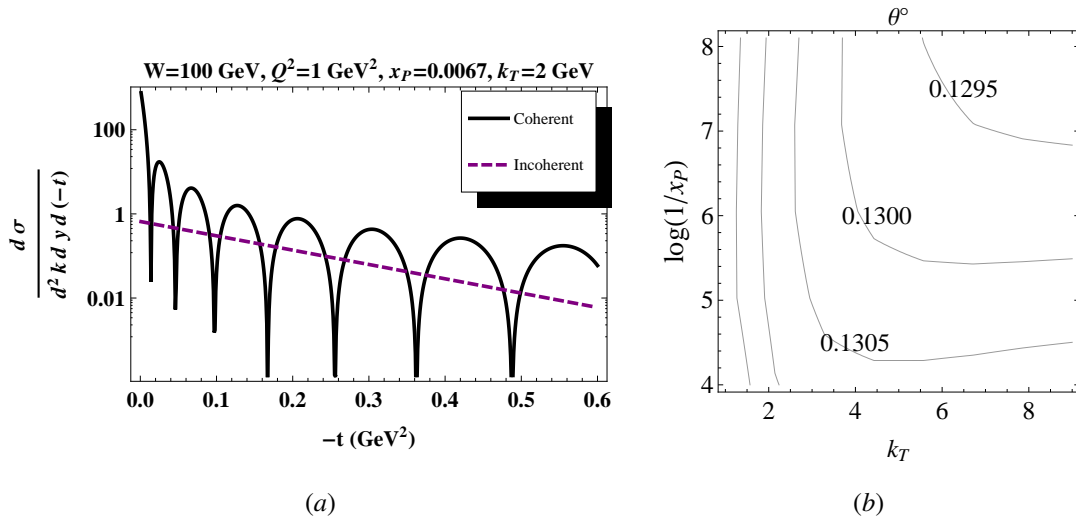 W=100 GeV, Q²=1 GeV², x_P=0.0067, k_T=2 GeV
Coherent
Incoherent
d σ
d² k d y d (−t)
100
1
0.01
0.0 0.1 0.2 0.3 0.4 0.5 0.6
−t (GeV²)
(a)
θ°
8
7
6
5
4
log(1/x_P)
0.1295
0.1300
0.1305
2 4 6 8
k_T
(b)